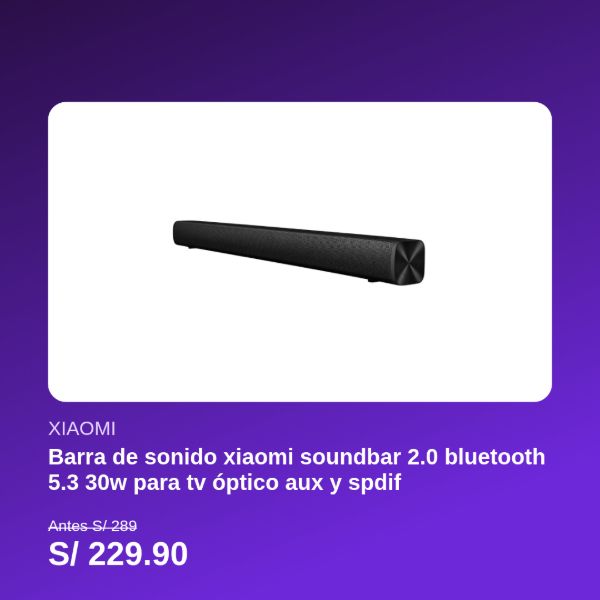 XIAOMI
Barra de sonido xiaomi soundbar 2.0 bluetooth
5.3 30w para tv óptico aux y spdif
Antes S/ 289
S/ 229.90